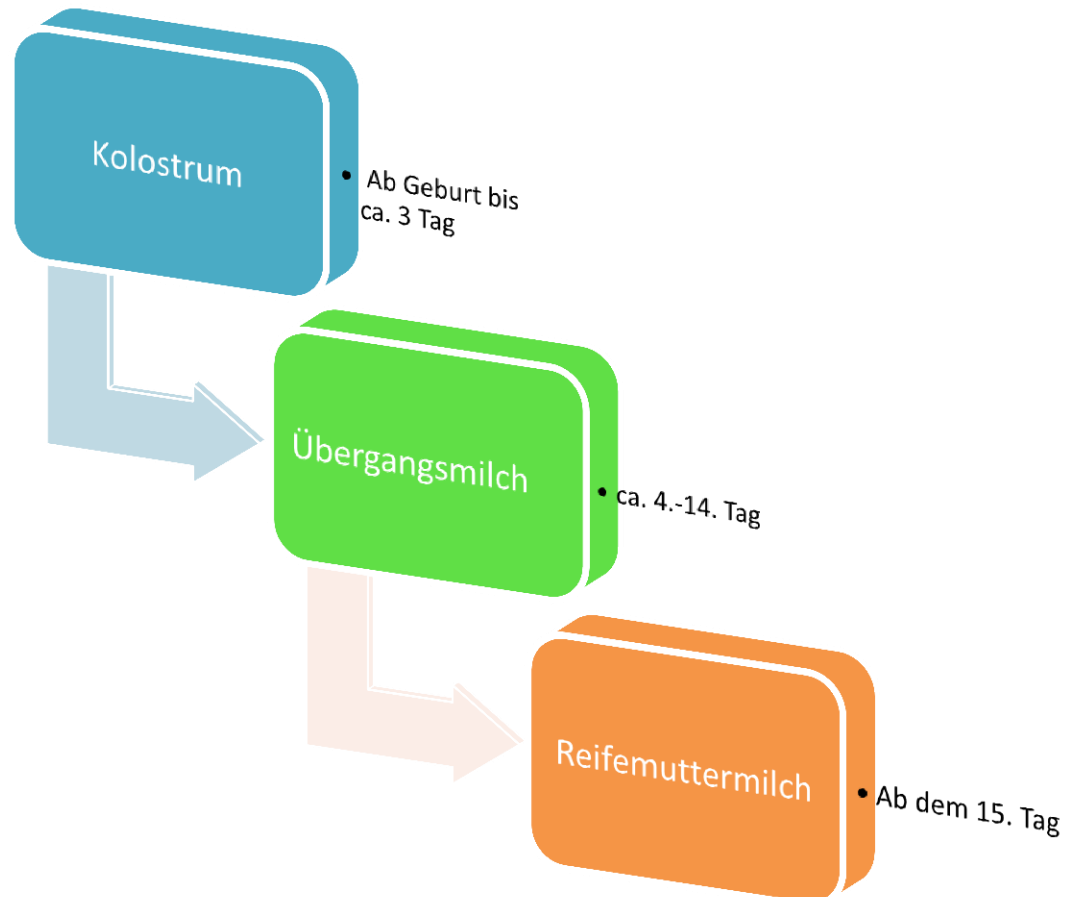 Kolostrum
• Ab Geburt bis
ca. 3 Tag
Übergangsmilch
• ca. 4.-14. Tag
Reifemuttermilch
• Ab dem 15. Tag